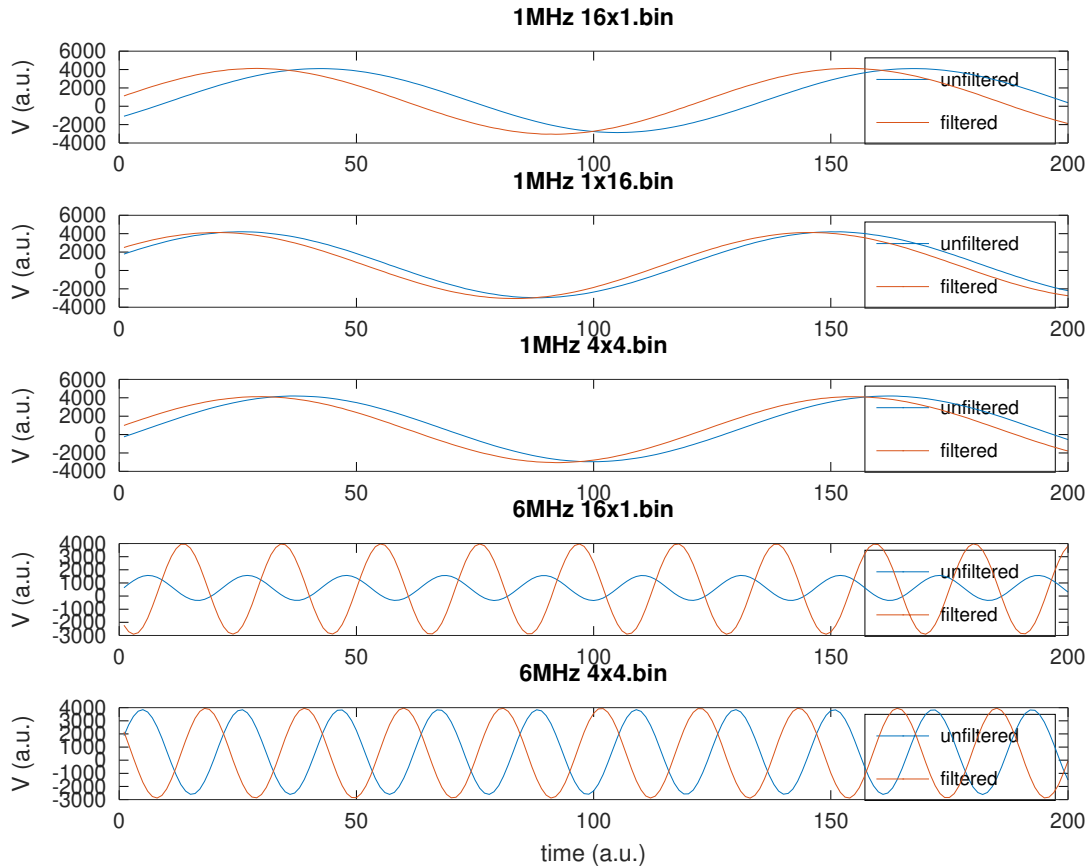 1MHz 16x1.bin
6000
4000
2000
0
-2000
-4000
V (a.u.)
unfiltered
filtered
0 50 100 150 200
1MHz 1x16.bin
6000
4000
2000
0
-2000
-4000
V (a.u.)
unfiltered
filtered
0 50 100 150 200
1MHz 4x4.bin
6000
4000
2000
0
-2000
-4000
V (a.u.)
unfiltered
filtered
0 50 100 150 200
6MHz 16x1.bin
4000
3000
2000
1000
0
-1000
-2000
-3000
V (a.u.)
unfiltered
filtered
0 50 100 150 200
6MHz 4x4.bin
4000
3000
2000
1000
0
-1000
-2000
-3000
V (a.u.)
unfiltered
filtered
0 50 100 150 200
time (a.u.)